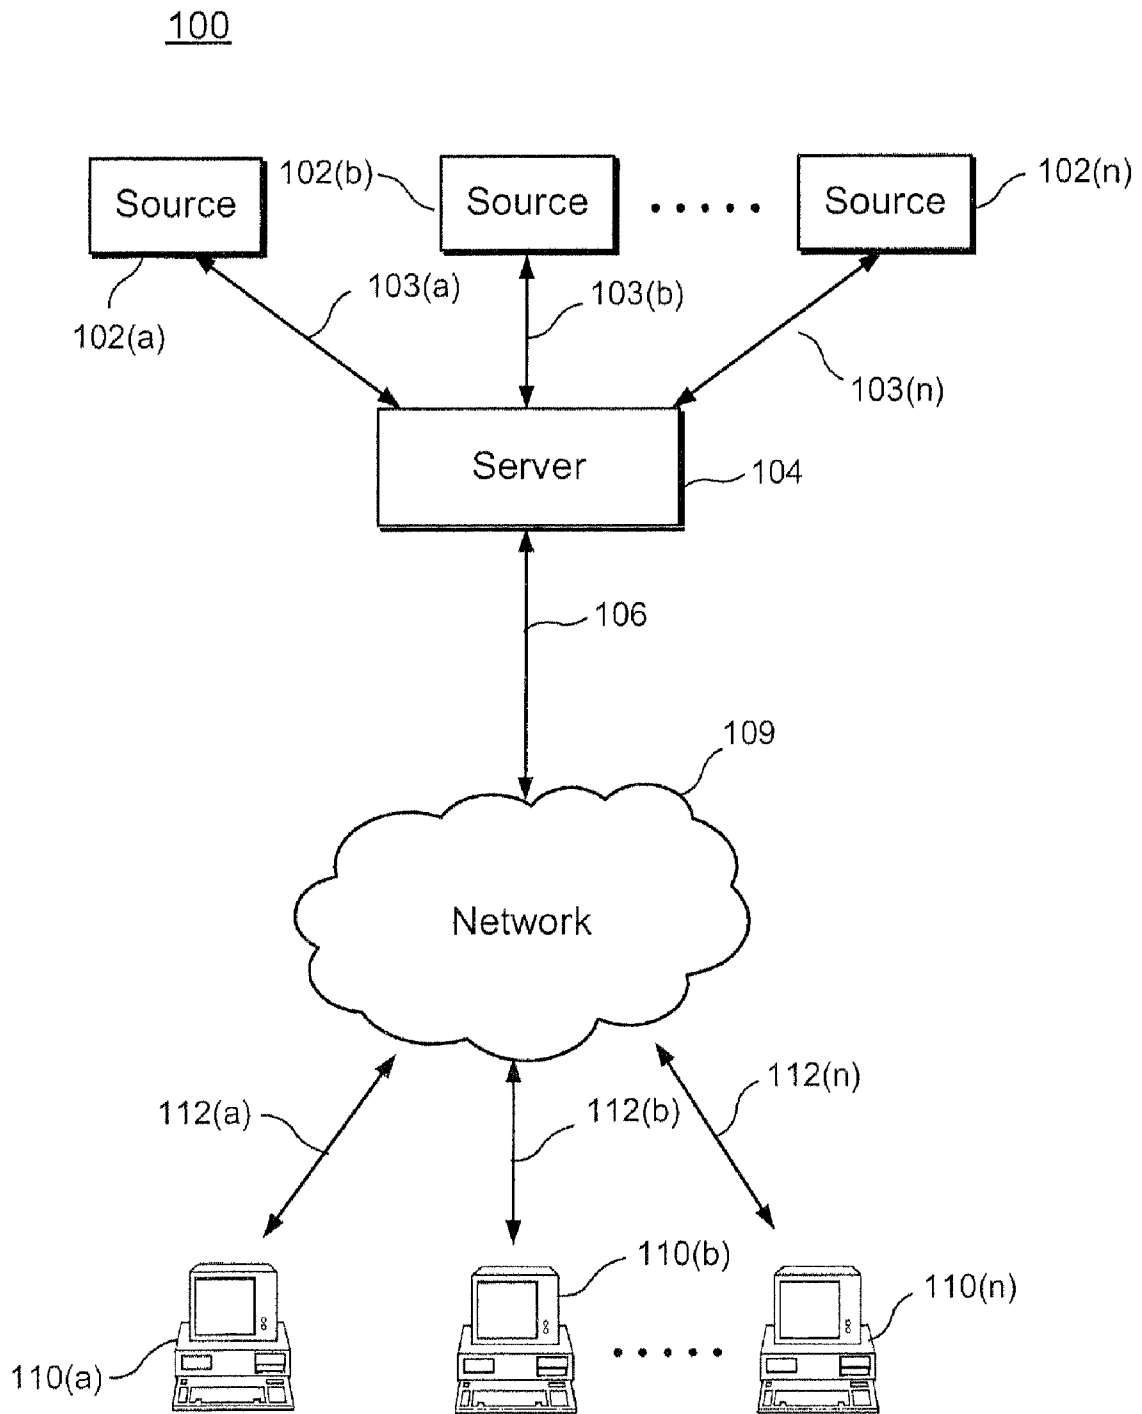 100
102(b)
102(n)
Source
Source
Source
103(a)
103(b)
102(a)
103(n)
Server
104
106
109
Network
112(n)
112(a)
112(b)
110(b)
110(n)
110(a)